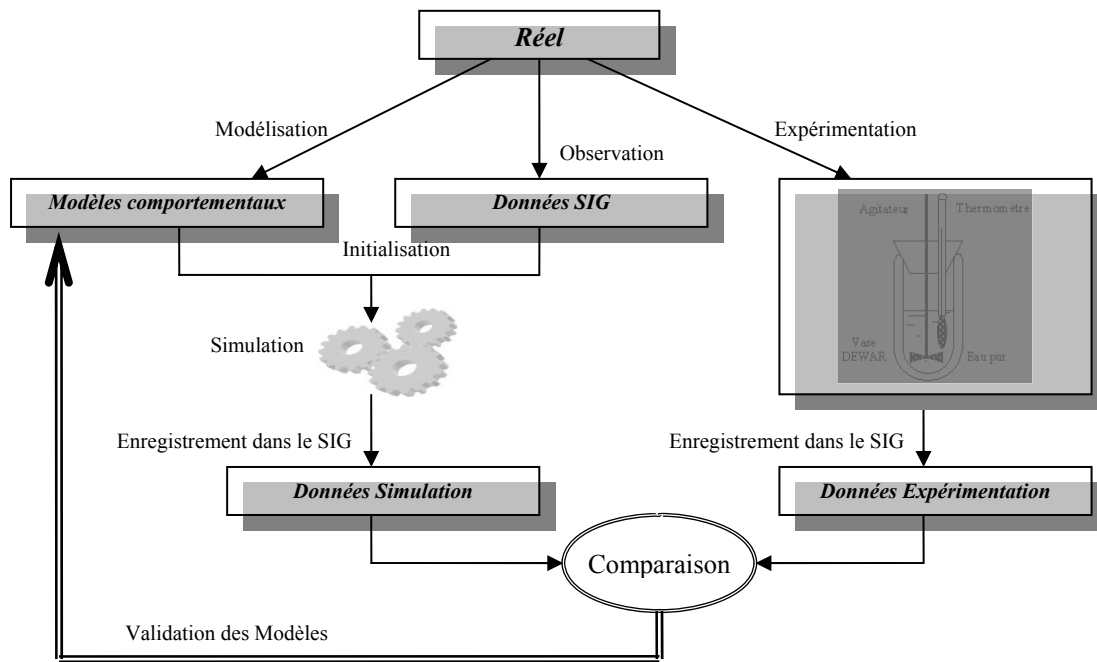 Réel
Modélisation
Expérimentation
Observation
Modèles comportementaux
Données SIG
Agitateur
Thermomètre
Initialisation
Simulation
Vase
DEWAR
Eau pur
Enregistrement dans le SIG
Enregistrement dans le SIG
Données Simulation
Données Expérimentation
Comparaison
Validation des Modèles